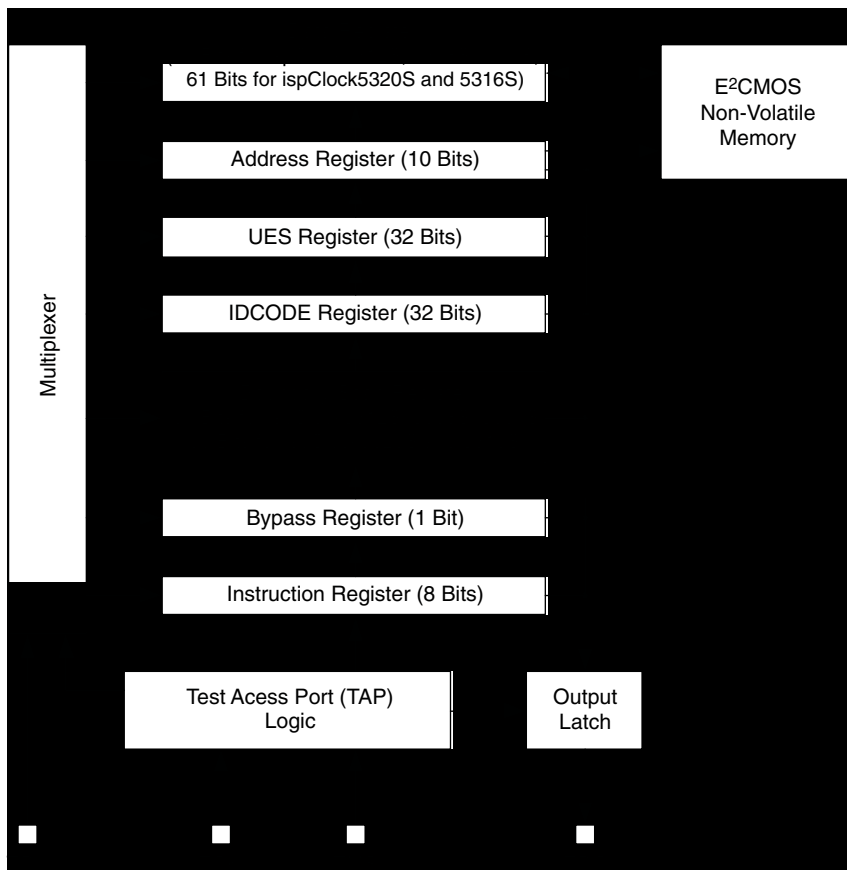 61 Bits for ispClock5320S and 5316S)
E²CMOS
Non-Volatile
Memory
Address Register (10 Bits)
UES Register (32 Bits)
IDCODE Register (32 Bits)
Multiplexer
Bypass Register (1 Bit)
Instruction Register (8 Bits)
Test Acess Port (TAP)
Logic
Output
Latch